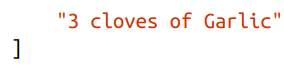 "3 cloves of Garlic"
]